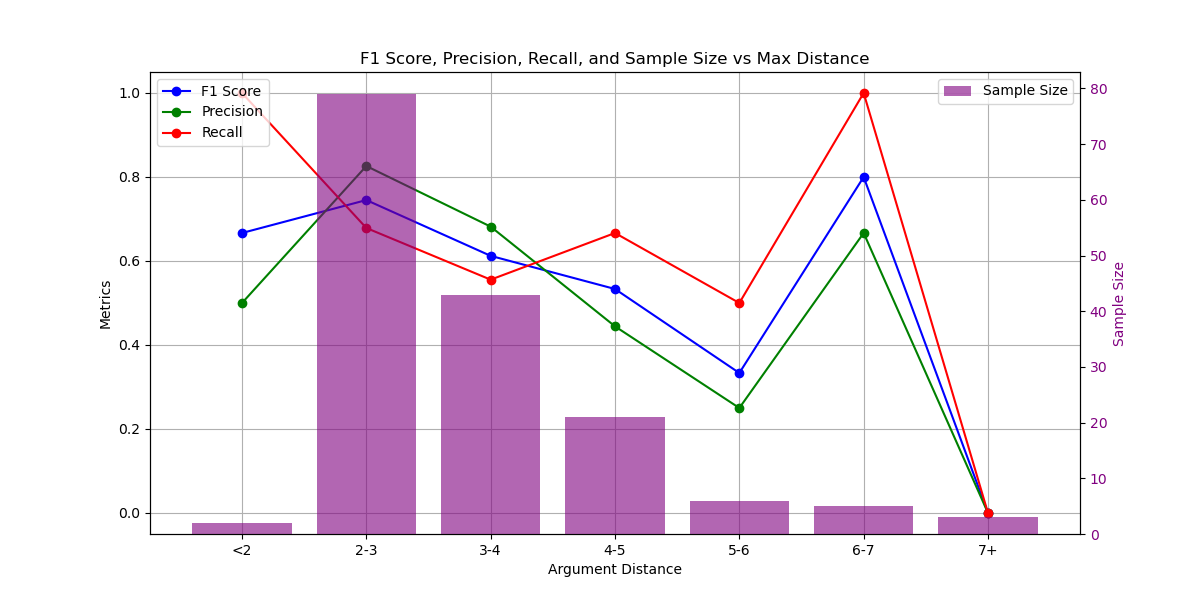 F1 Score, Precision, Recall, and Sample Size vs Max Distance
F1 Score
Precision
Recall
Sample Size
1.0
0.8
0.6
0.4
0.2
0.0
Metrics
80
70
60
50
40
30
20
10
0
Sample Size
<2 2-3 3-4 4-5 5-6 6-7 7+
Argument Distance